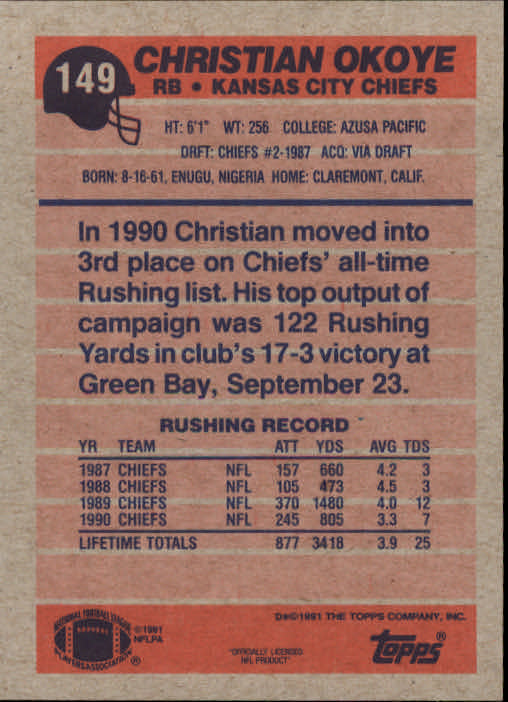 149
CHRISTIAN OKOYE
RB • KANSAS CITY CHIEFS
HT: 6'1" WT: 256 COLLEGE: AZUSA PACIFIC
DRFT: CHIEFS #2-1987 ACQ: VIA DRAFT
BORN: 8-16-61, ENUGU, NIGERIA HOME: CLAREMONT, CALIF.
In 1990 Christian moved into
3rd place on Chiefs' all-time
Rushing list. His top output of
campaign was 122 Rushing
Yards in club's 17-3 victory at
Green Bay, September 23.
RUSHING RECORD
YR TEAM ATT YDS AVG TDS
1987 CHIEFS NFL 157 660 4.2 3
1988 CHIEFS NFL 105 473 4.5 3
1989 CHIEFS NFL 370 1480 4.0 12
1990 CHIEFS NFL 245 805 3.3 7
LIFETIME TOTALS 877 3418 3.9 25
NATIONAL FOOTBALL LEAGUE
PLAYERS ASSOCIATION
®
©1991
NFLPA
"OFFICIALLY LICENSED
NFL PRODUCT"
D★©1991 THE TOPPS COMPANY, INC.
topps®